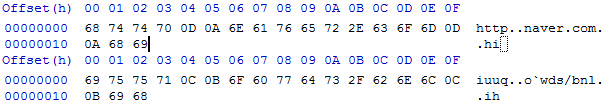 Offset(h) 00 01 02 03 04 05 06 07 08 09 0A 0B 0C 0D 0E 0F
00000000 68 74 74 70 0D 0A 6E 61 76 65 72 2E 63 6F 6D 0D http..naver.com.
00000010 0A 68 69 .hi
Offset(h) 00 01 02 03 04 05 06 07 08 09 0A 0B 0C 0D 0E 0F
00000000 69 75 75 71 0C 0B 6F 60 77 64 73 2F 62 6E 6C 0C iuuq..o`wds/bnl.
00000010 0B 69 68 .ih